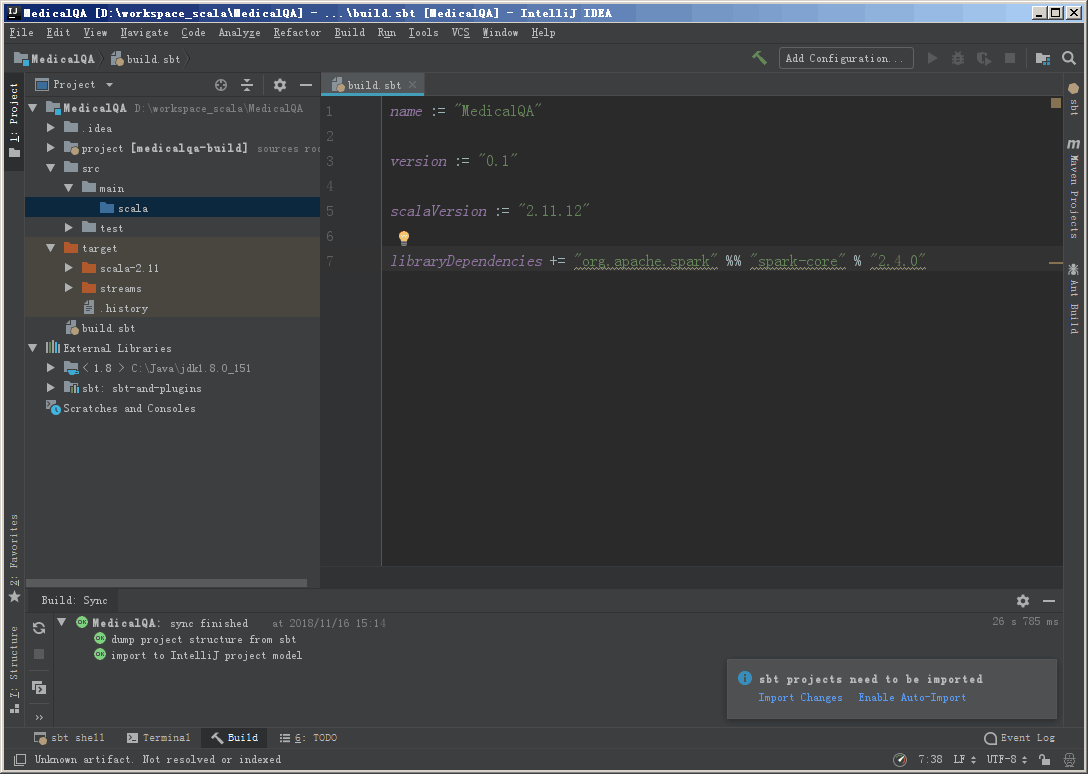 MedicalQA [D:\workspace_scala\MedicalQA] - ...\build.sbt [MedicalQA] - IntelliJ IDEA
File Edit View Navigate Code Analyze Refactor Build Run Tools VCS Window Help
MedicalQA build.sbt
Add Configuration...
Project
build.sbt
1: Project
2: Favorites
7: Structure
sbt
Maven Projects
Ant Build
MedicalQA D:\workspace_scala\MedicalQA
.idea
project [medicalqa-build] sources roo
src
main
scala
test
target
scala-2.11
streams
.history
build.sbt
External Libraries
< 1.8 > C:\Java\jdk1.8.0_151
sbt: sbt-and-plugins
Scratches and Consoles
1 name := "MedicalQA"
2
3 version := "0.1"
4
5 scalaVersion := "2.11.12"
6
7 libraryDependencies += "org.apache.spark" %% "spark-core" % "2.4.0"
Build: Sync
MedicalQA: sync finished at 2018/11/16 15:14
26 s 785 ms
dump project structure from sbt
import to IntelliJ project model
sbt projects need to be imported
Import Changes Enable Auto-Import
sbt shell Terminal Build 6: TODO Event Log
Unknown artifact. Not resolved or indexed 7:38 LF UTF-8